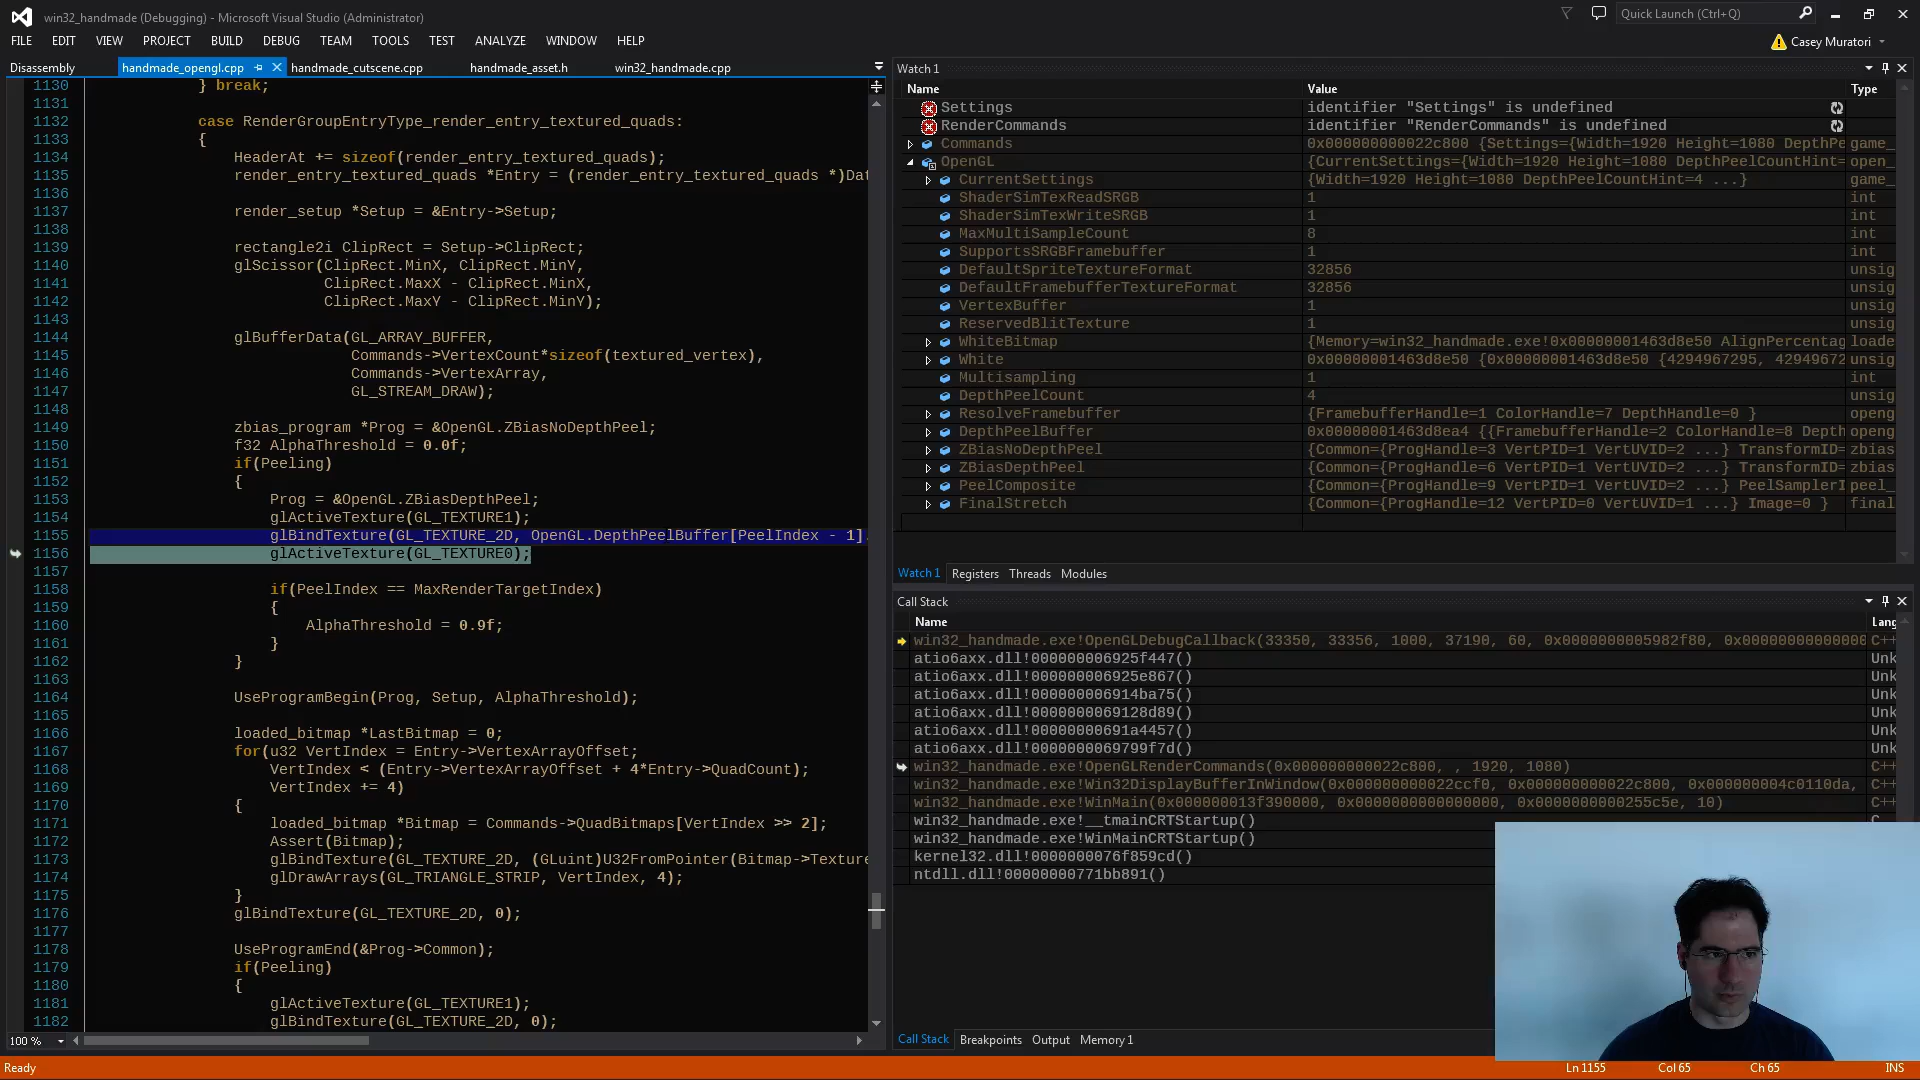 win32_handmade (Debugging) - Microsoft Visual Studio (Administrator)
Quick Launch (Ctrl+Q)
FILE EDIT VIEW PROJECT BUILD DEBUG TEAM TOOLS TEST ANALYZE WINDOW HELP
Casey Muratori
Disassembly handmade_opengl.cpp handmade_cutscene.cpp handmade_asset.h win32_handmade.cpp
1130 } break;
1131
1132 case RenderGroupEntryType_render_entry_textured_quads:
1133 {
1134 HeaderAt += sizeof(render_entry_textured_quads);
1135 render_entry_textured_quads *Entry = (render_entry_textured_quads *)Dat
1136
1137 render_setup *Setup = &Entry->Setup;
1138
1139 rectangle2i ClipRect = Setup->ClipRect;
1140 glScissor(ClipRect.MinX, ClipRect.MinY,
1141 ClipRect.MaxX - ClipRect.MinX,
1142 ClipRect.MaxY - ClipRect.MinY);
1143
1144 glBufferData(GL_ARRAY_BUFFER,
1145 Commands->VertexCount*sizeof(textured_vertex),
1146 Commands->VertexArray,
1147 GL_STREAM_DRAW);
1148
1149 zbias_program *Prog = &OpenGL.ZBiasNoDepthPeel;
1150 f32 AlphaThreshold = 0.0f;
1151 if(Peeling)
1152 {
1153 Prog = &OpenGL.ZBiasDepthPeel;
1154 glActiveTexture(GL_TEXTURE1);
1155 glBindTexture(GL_TEXTURE_2D, OpenGL.DepthPeelBuffer[PeelIndex - 1].
1156 glActiveTexture(GL_TEXTURE0);
1157
1158 if(PeelIndex == MaxRenderTargetIndex)
1159 {
1160 AlphaThreshold = 0.9f;
1161 }
1162 }
1163
1164 UseProgramBegin(Prog, Setup, AlphaThreshold);
1165
1166 loaded_bitmap *LastBitmap = 0;
1167 for(u32 VertIndex = Entry->VertexArrayOffset;
1168 VertIndex < (Entry->VertexArrayOffset + 4*Entry->QuadCount);
1169 VertIndex += 4)
1170 {
1171 loaded_bitmap *Bitmap = Commands->QuadBitmaps[VertIndex >> 2];
1172 Assert(Bitmap);
1173 glBindTexture(GL_TEXTURE_2D, (GLuint)U32FromPointer(Bitmap->Texture
1174 glDrawArrays(GL_TRIANGLE_STRIP, VertIndex, 4);
1175 }
1176 glBindTexture(GL_TEXTURE_2D, 0);
1177
1178 UseProgramEnd(&Prog->Common);
1179 if(Peeling)
1180 {
1181 glActiveTexture(GL_TEXTURE1);
1182 glBindTexture(GL_TEXTURE_2D, 0);
100 %
Watch 1
Name Value Type
Settings identifier "Settings" is undefined
RenderCommands identifier "RenderCommands" is undefined
Commands 0x000000000022c800 {Settings={Width=1920 Height=1080 DepthPe game_
OpenGL {CurrentSettings={Width=1920 Height=1080 DepthPeelCountHint= open_
CurrentSettings {Width=1920 Height=1080 DepthPeelCountHint=4 ...} game_
ShaderSimTexReadSRGB 1 int
ShaderSimTexWriteSRGB 1 int
MaxMultiSampleCount 8 int
SupportsSRGBFramebuffer 1 int
DefaultSpriteTextureFormat 32856 unsig
DefaultFramebufferTextureFormat 32856 unsig
VertexBuffer 1 unsig
ReservedBlitTexture 1 unsig
WhiteBitmap {Memory=win32_handmade.exe!0x00000001463d8e50 AlignPercentag loade
White 0x00000001463d8e50 {0x00000001463d8e50 {4294967295, 42949672 unsig
Multisampling 1 int
DepthPeelCount 4 unsig
ResolveFramebuffer {FramebufferHandle=1 ColorHandle=7 DepthHandle=0 } openg
DepthPeelBuffer 0x00000001463d8ea4 {{FramebufferHandle=2 ColorHandle=8 Depth openg
ZBiasNoDepthPeel {Common={ProgHandle=3 VertPID=1 VertUVID=2 ...} TransformID= zbias
ZBiasDepthPeel {Common={ProgHandle=6 VertPID=1 VertUVID=2 ...} TransformID= zbias
PeelComposite {Common={ProgHandle=9 VertPID=1 VertUVID=2 ...} PeelSamplerI peel_
FinalStretch {Common={ProgHandle=12 VertPID=0 VertUVID=1 ...} Image=0 } final
Watch 1 Registers Threads Modules
Call Stack
Name Lang
win32_handmade.exe!OpenGLDebugCallback(33350, 33356, 1000, 37190, 60, 0x0000000005982f80, 0x0000000000000 C++
atio6axx.dll!000000006925f447() Unk
atio6axx.dll!000000006925e867() Unk
atio6axx.dll!000000006914ba75() Unk
atio6axx.dll!0000000069128d89() Unk
atio6axx.dll!00000000691a4457() Unk
atio6axx.dll!0000000069799f7d() Unk
win32_handmade.exe!OpenGLRenderCommands(0x000000000022c800, , 1920, 1080) C++
win32_handmade.exe!Win32DisplayBufferInWindow(0x000000000022ccf0, 0x000000000022c800, 0x000000004c0110da, C++
win32_handmade.exe!WinMain(0x000000013f390000, 0x0000000000000000, 0x0000000000255c5e, 10) C++
win32_handmade.exe!__tmainCRTStartup() C
win32_handmade.exe!WinMainCRTStartup()
kernel32.dll!0000000076f859cd()
ntdll.dll!00000000771bb891()
Call Stack Breakpoints Output Memory 1
Ready Ln 1155 Col 65 Ch 65 INS